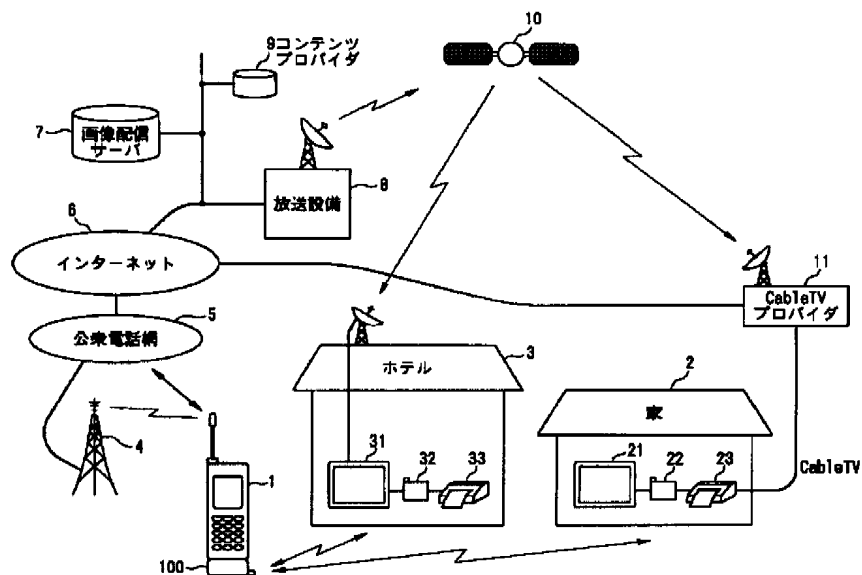 10
9コンテンツ
プロバイダ
7
画像配信
サーバ
放送設備
8
6
インターネット
11
CableTV
プロバイダ
5
公衆電話網
3
ホテル
2
家
4
31
32
33
21
22
23
CableTV
1
100